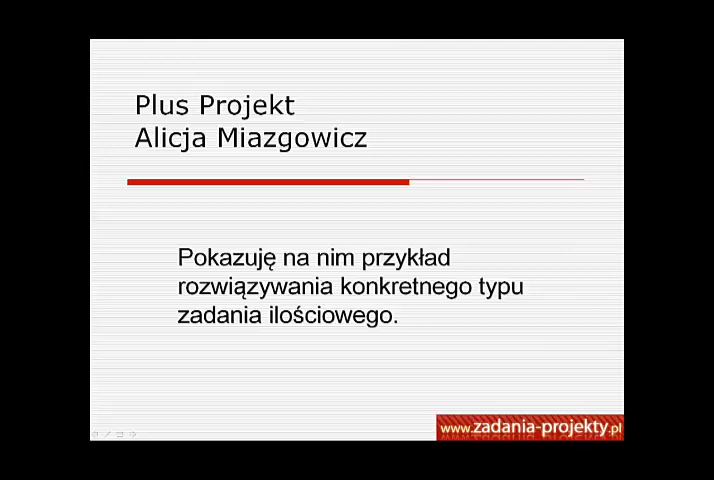 Plus Projekt
Alicja Miazgowicz
Pokazuję na nim przykład
rozwiązywania konkretnego typu
zadania ilościowego.
www.zadania-projekty.pl